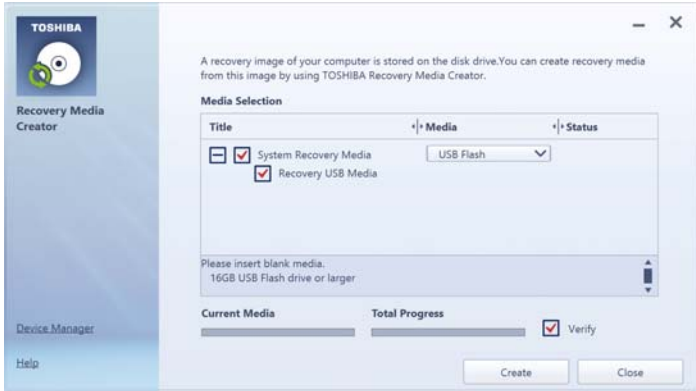 TOSHIBA
Recovery Media
Creator
Device Manager
Help
A recovery image of your computer is stored on the disk drive.You can create recovery media
from this image by using TOSHIBA Recovery Media Creator.
Media Selection
Title Media Status
System Recovery Media USB Flash
Recovery USB Media
Please insert blank media.
16GB USB Flash drive or larger
Current Media Total Progress
Verify
Create Close